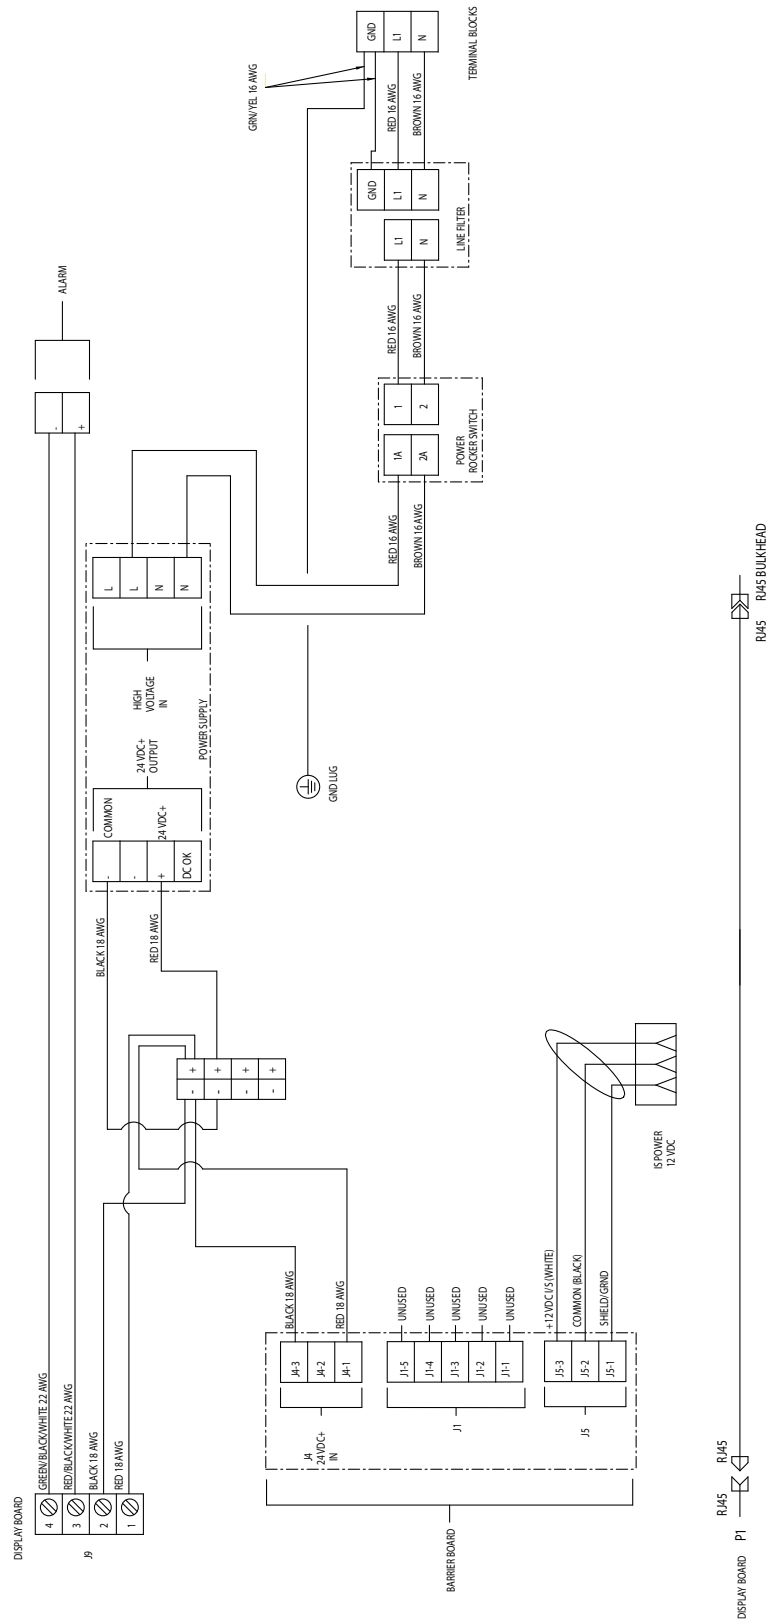 DISPLAY BOARD
J9
4
3
2
1
GREEN/BLACK/WHITE 22 AWG
RED/BLACK/WHITE 22 AWG
BLACK 18 AWG
RED 18 AWG
-
+
ALARM
BARRIER BOARD
J4
24 VDC+
IN
J4-3
J4-2
J4-1
BLACK 18 AWG
RED 18 AWG
J1
J1-5
J1-4
J1-3
J1-2
J1-1
UNUSED
UNUSED
UNUSED
UNUSED
UNUSED
J5
J5-3
J5-2
J5-1
+12 VDC I/S (WHITE)
COMMON (BLACK)
SHIELD/GRND
IS POWER
12 VDC
- +
- +
- +
- +
BLACK 18 AWG
RED 18 AWG
-
-
+
DC OK
COMMON
24 VDC+
24 VDC+
OUTPUT
POWER SUPPLY
HIGH
VOLTAGE
IN
L
L
N
N
GND LUG
RED 16 AWG
BROWN 16 AWG
1A
2A
1
2
POWER
ROCKER SWITCH
RED 16 AWG
BROWN 16 AWG
L1
N
GND
L1
N
LINE FILTER
GRN/YEL 16 AWG
RED 16 AWG
BROWN 16 AWG
GND
L1
N
TERMINAL BLOCKS
DISPLAY BOARD P1
RJ45
RJ45
RJ45
RJ45 BULKHEAD